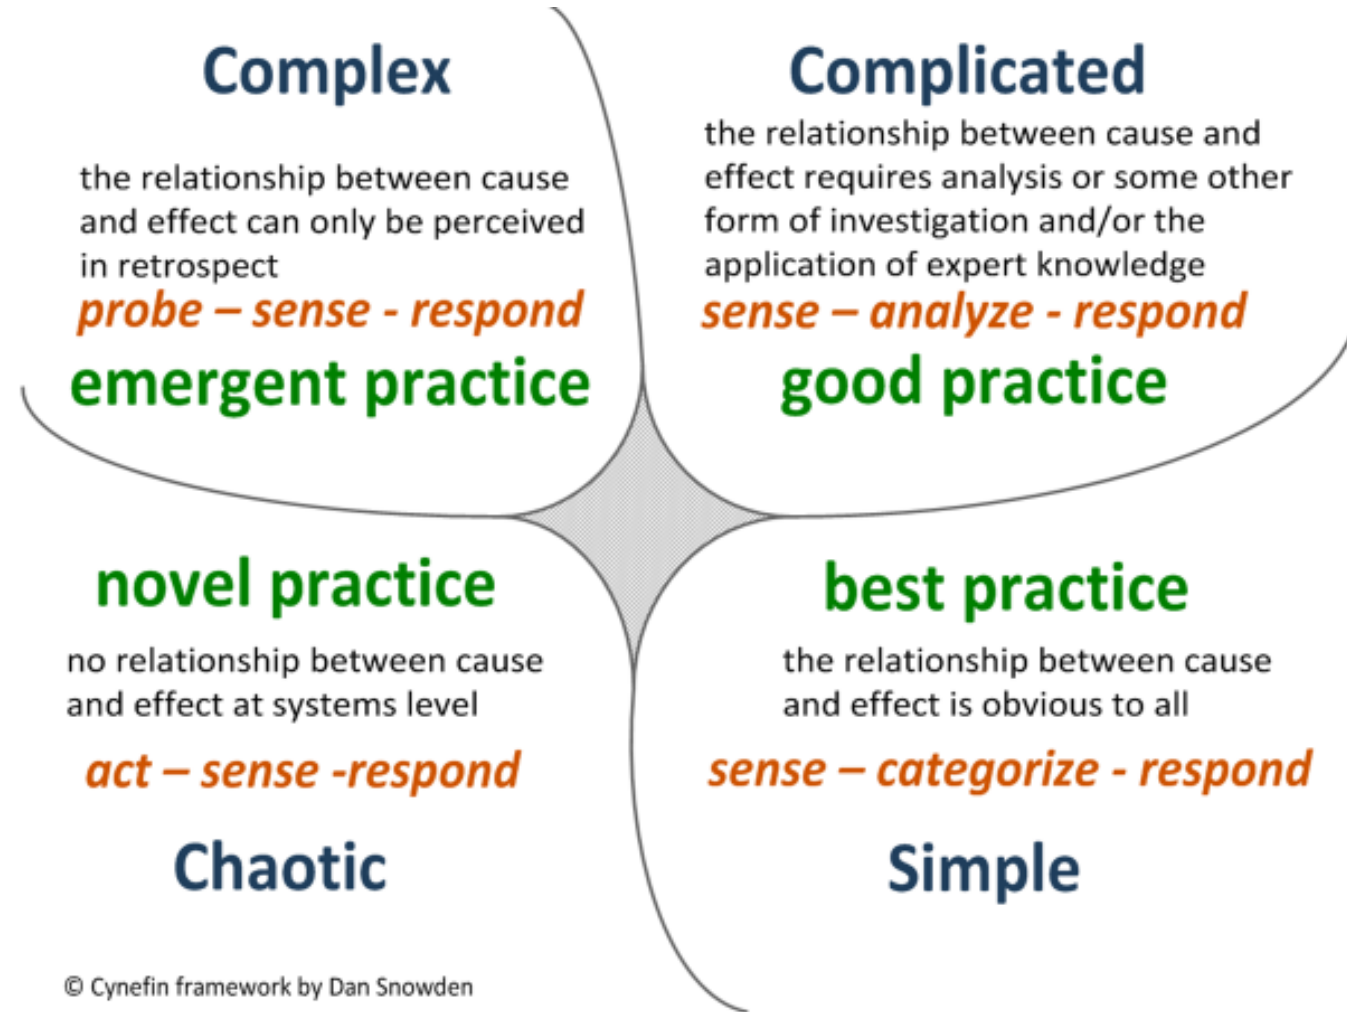 Complex
the relationship between cause
and effect can only be perceived
in retrospect
probe – sense - respond
emergent practice
Complicated
the relationship between cause and
effect requires analysis or some other
form of investigation and/or the
application of expert knowledge
sense – analyze - respond
good practice
novel practice
no relationship between cause
and effect at systems level
act – sense -respond
Chaotic
best practice
the relationship between cause
and effect is obvious to all
sense – categorize - respond
Simple
© Cynefin framework by Dan Snowden